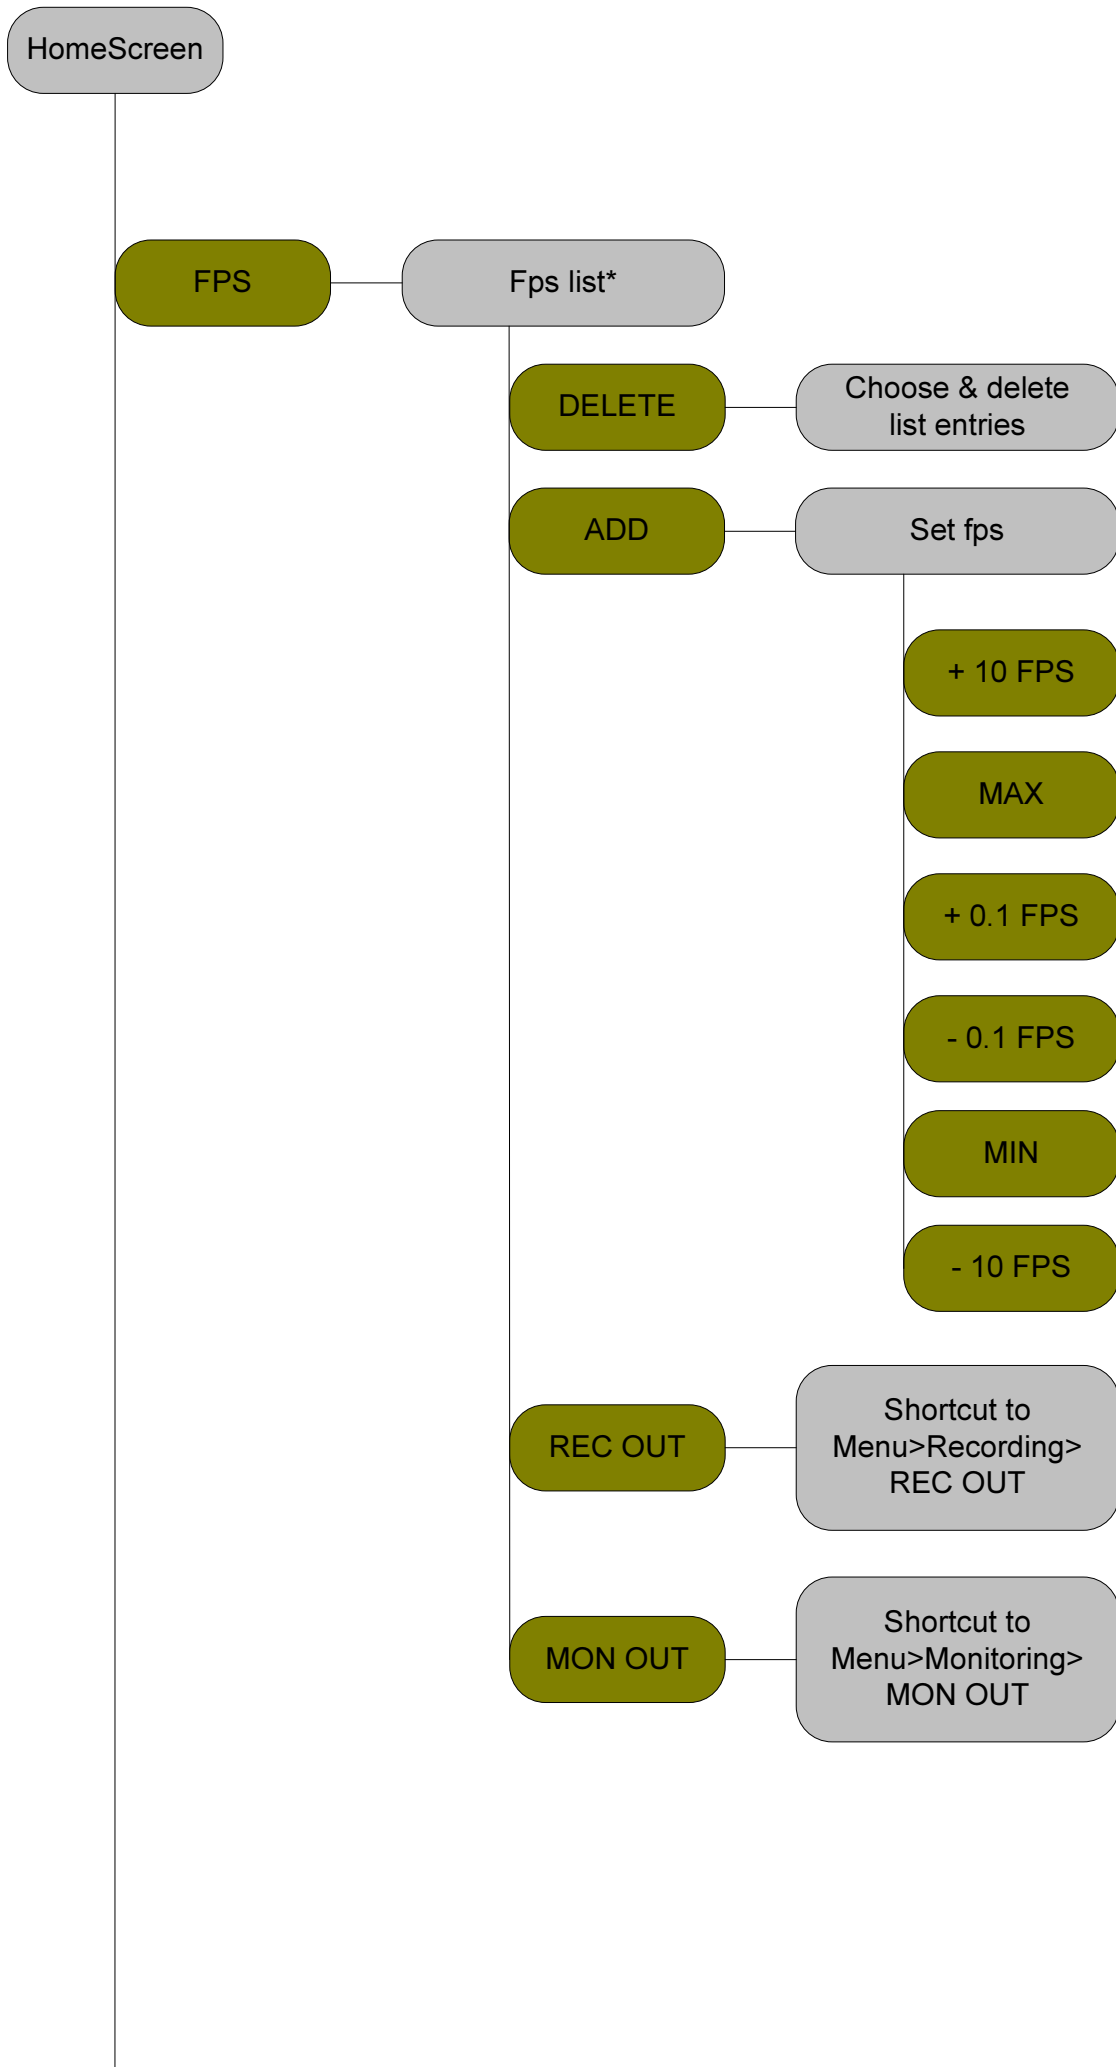 HomeScreen
FPS
Fps list*
DELETE
Choose & delete
list entries
ADD
Set fps
+ 10 FPS
MAX
+ 0.1 FPS
- 0.1 FPS
MIN
- 10 FPS
REC OUT
Shortcut to
Menu>Recording>
REC OUT
MON OUT
Shortcut to
Menu>Monitoring>
MON OUT